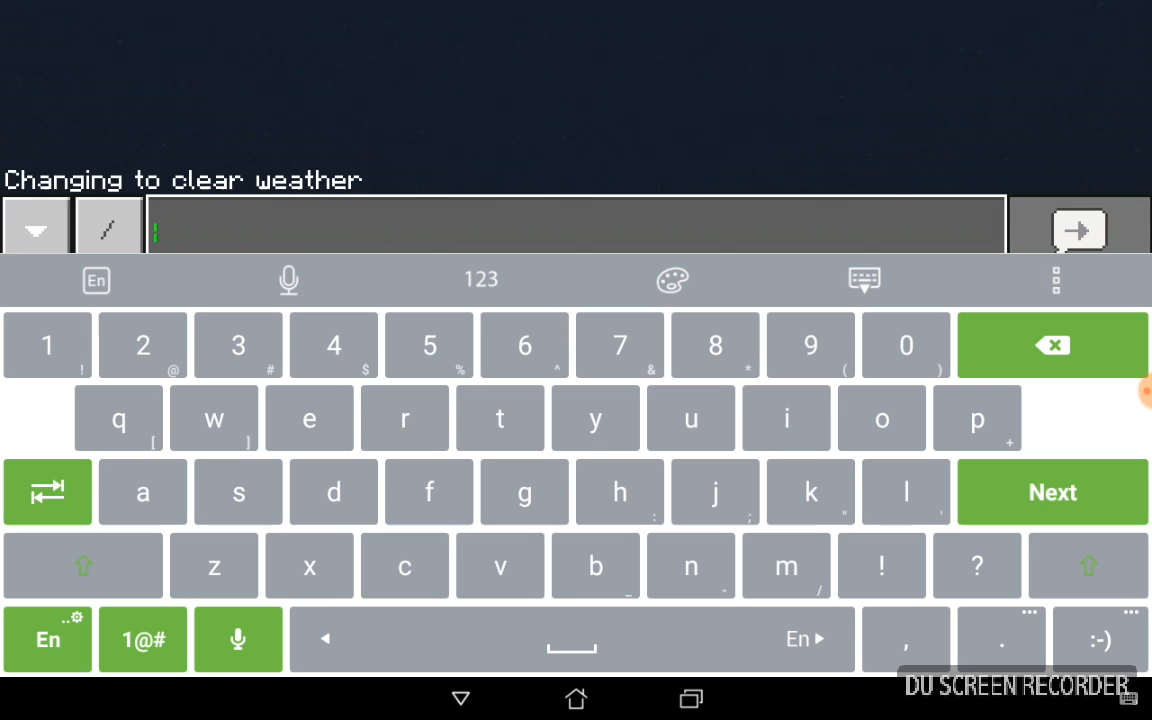 Changing to clear weather
/
En 123
1 ! 2 @ 3 # 4 $ 5 % 6 ^ 7 & 8 * 9 ( 0 )
q [ w ] e r t y u i o p +
a s d f g h : j ; k " l ' Next
z x c v b _ n - m / ! ?
En 1@# En , . :-)
DU SCREEN RECORDER